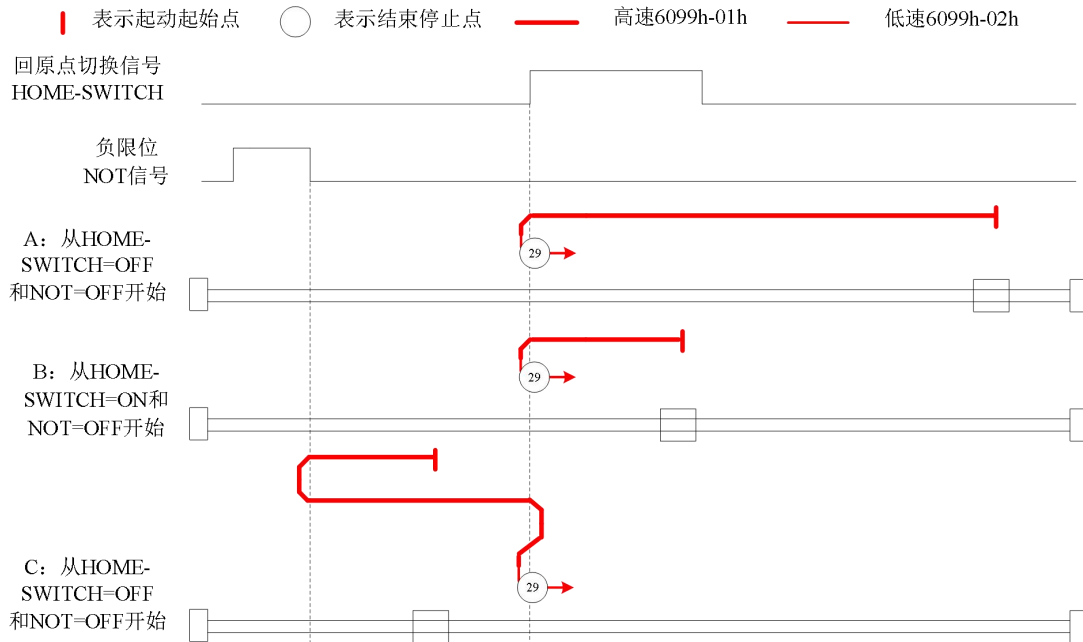 表示起动起始点
表示结束停止点
高速6099h-01h
低速6099h-02h
回原点切换信号
HOME-SWITCH
负限位
NOT信号
A：从HOME-
SWITCH=OFF
和NOT=OFF开始
29
B：从HOME-
SWITCH=ON和
NOT=OFF开始
29
C：从HOME-
SWITCH=OFF
和NOT=OFF开始
29